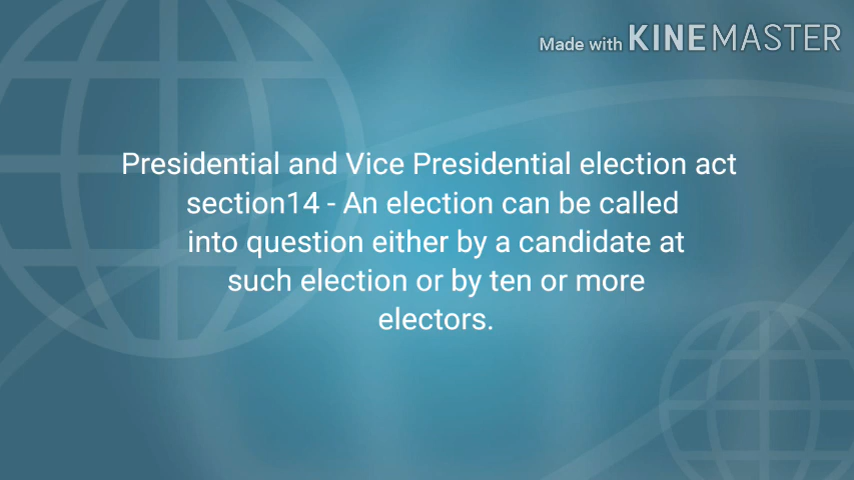 Made with KINEMASTER
Presidential and Vice Presidential election act
section14 - An election can be called
into question either by a candidate at
such election or by ten or more
electors.